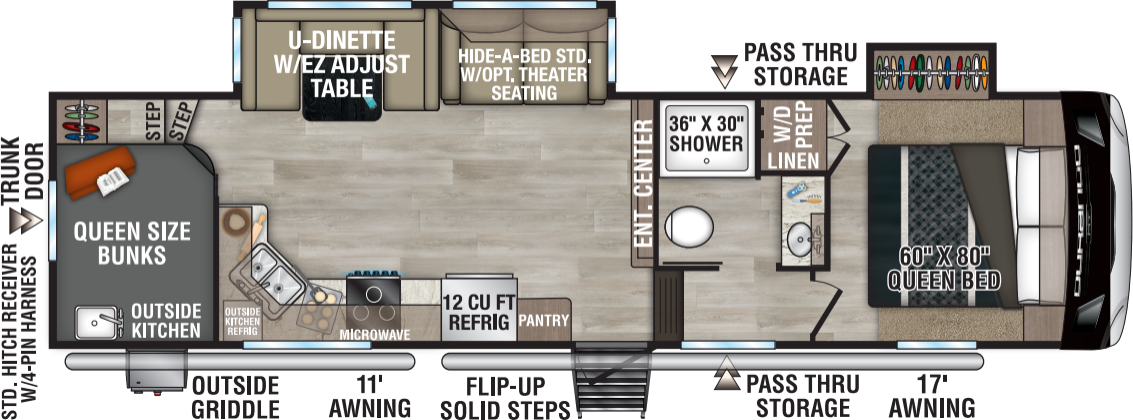 U-DINETTE
W/EZ ADJUST
TABLE
HIDE-A-BED STD.
W/OPT. THEATER
SEATING
PASS THRU
STORAGE
STEP
STEP
36" X 30"
SHOWER
W/D
PREP
LINEN
ENT. CENTER
TRUNK
DOOR
STD. HITCH RECEIVER
W/4-PIN HARNESS
QUEEN SIZE
BUNKS
60" X 80"
QUEEN BED
OUTSIDE
KITCHEN
OUTSIDE
KITCHEN
REFRIG
MICROWAVE
12 CU FT
REFRIG
PANTRY
OUTSIDE
GRIDDLE
11'
AWNING
FLIP-UP
SOLID STEPS
PASS THRU
STORAGE
17'
AWNING